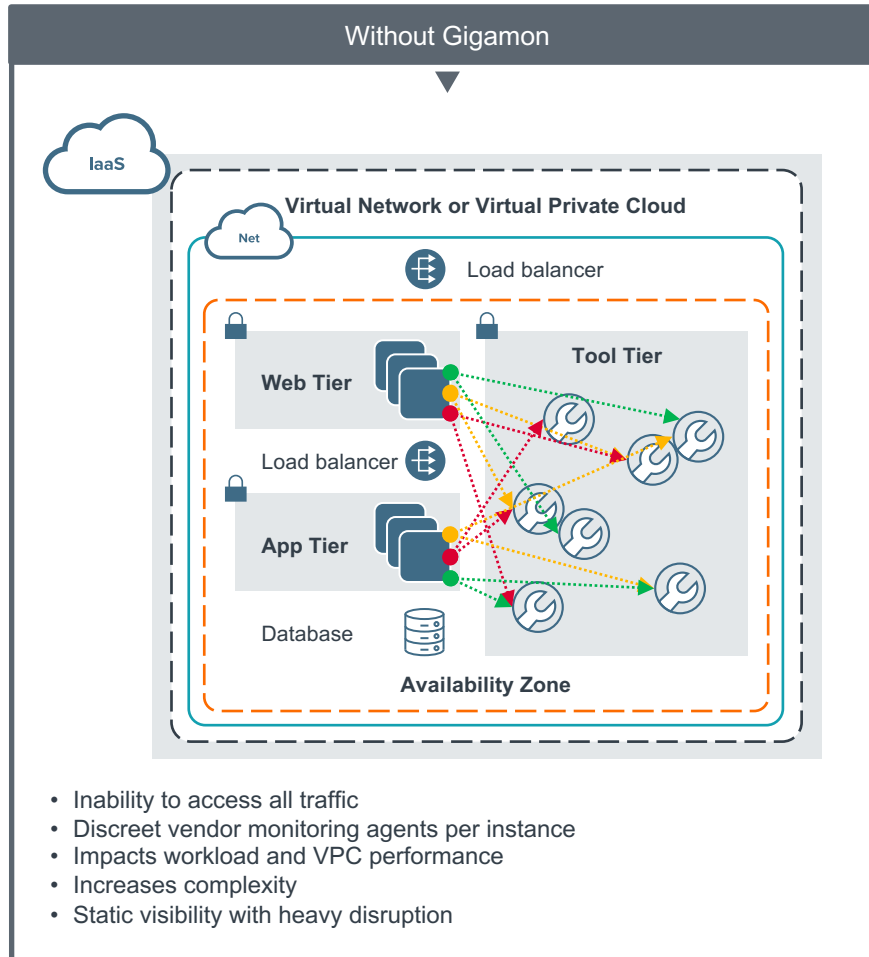 Without Gigamon
IaaS
Virtual Network or Virtual Private Cloud
Net
Load balancer
Web Tier
Tool Tier
Load balancer
App Tier
Database
Availability Zone
• Inability to access all traffic
• Discreet vendor monitoring agents per instance
• Impacts workload and VPC performance
• Increases complexity
• Static visibility with heavy disruption